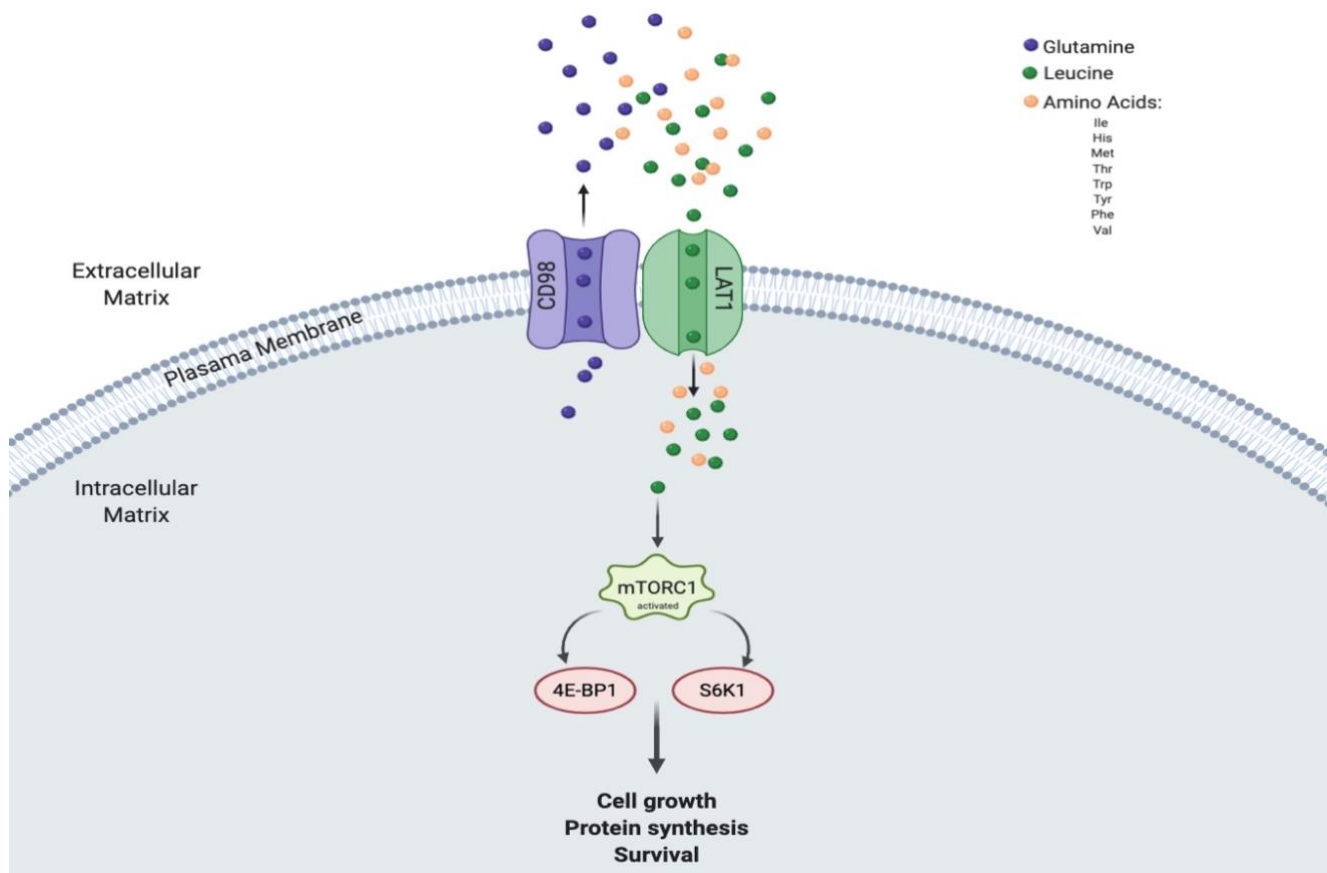 Glutamine
Leucine
Amino Acids:
Ile
His
Met
Thr
Trp
Tyr
Phe
Val
Extracellular
Matrix
CD98
LAT1
Plasama Membrane
Intracellular
Matrix
mTORC1
activated
4E-BP1
S6K1
Cell growth
Protein synthesis
Survival